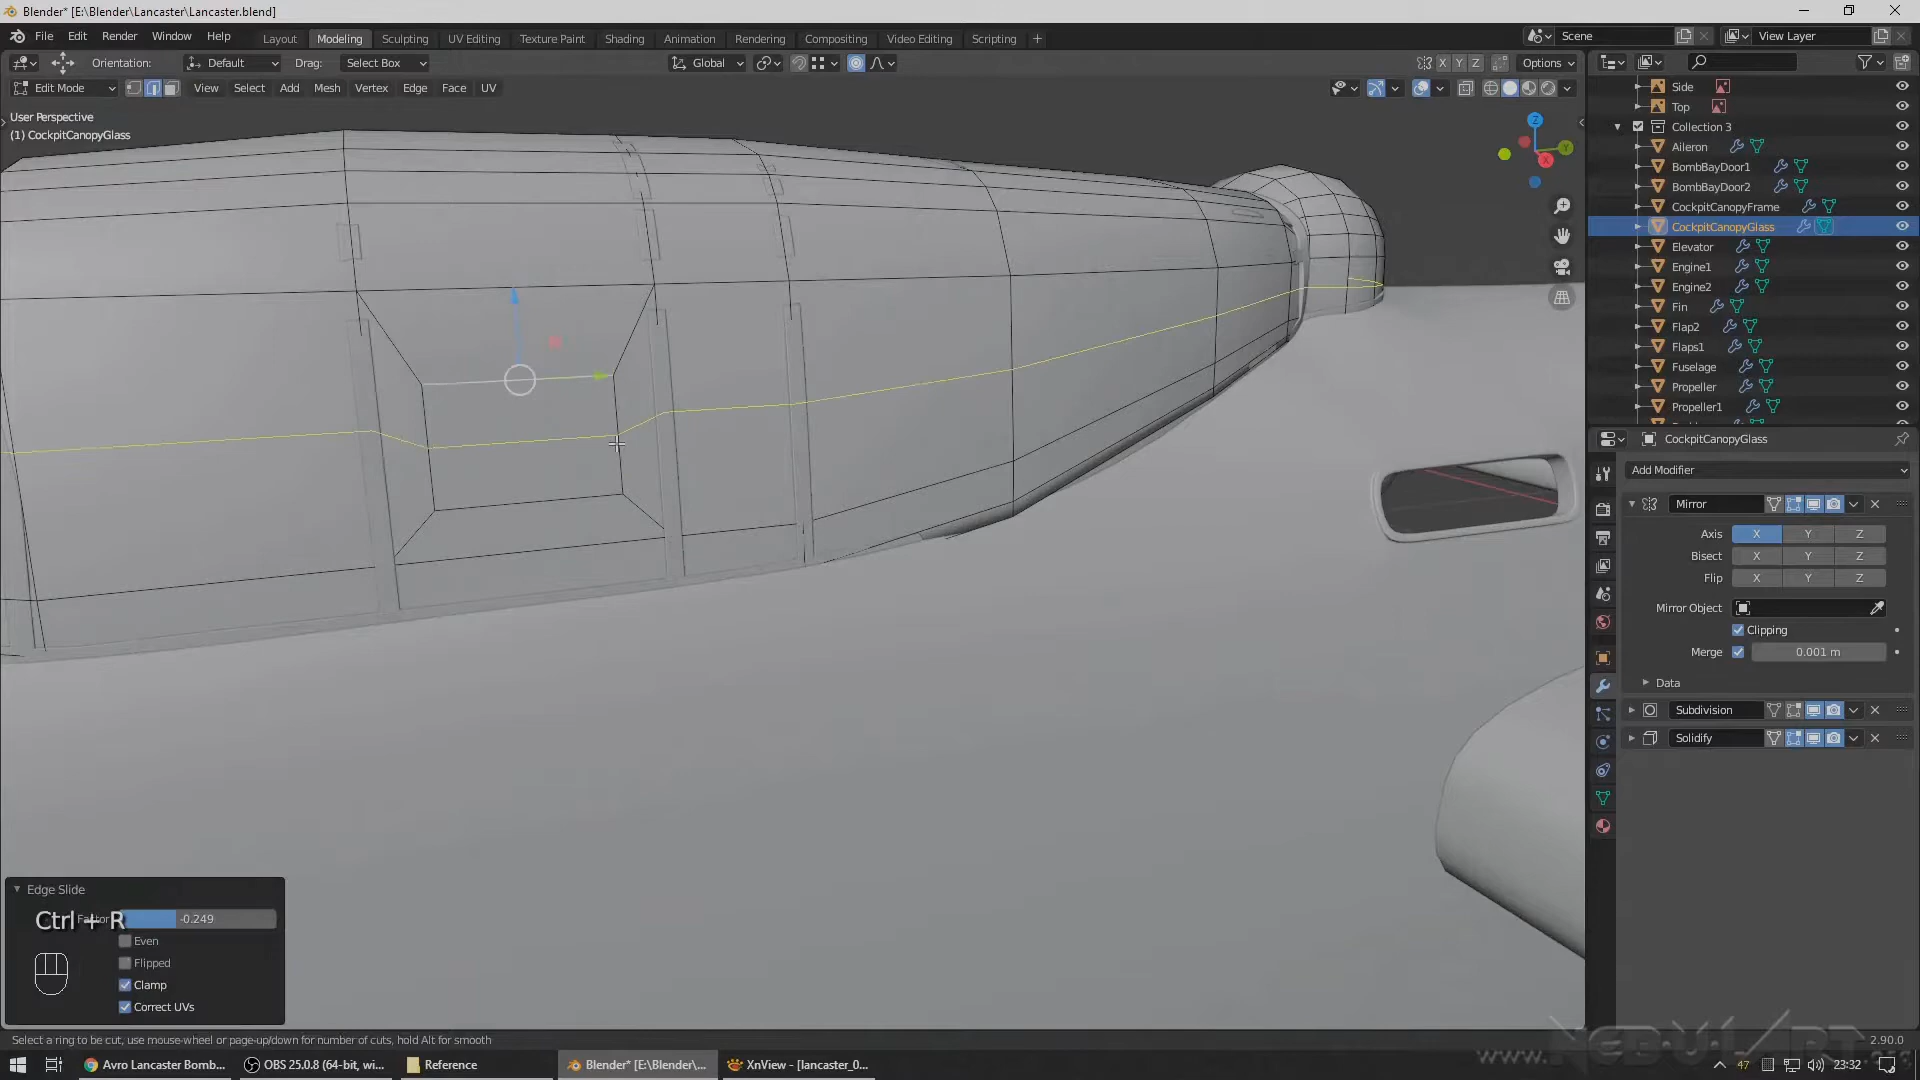 Blender* [E:\Blender\Lancaster\Lancaster.blend]
File Edit Render Window Help
Layout Modeling Sculpting UV Editing Texture Paint Shading Animation Rendering Compositing Video Editing Scripting
Scene View Layer
Orientation: Default Drag: Select Box Global X Y Z Options
Edit Mode View Select Add Mesh Vertex Edge Face UV
User Perspective
(1) CockpitCanopyGlass
Z
Y
X
Side
Top
Collection 3
Aileron
BombBayDoor1
BombBayDoor2
CockpitCanopyFrame
CockpitCanopyGlass
Elevator
Engine1
Engine2
Fin
Flap2
Flaps1
Fuselage
Propeller
Propeller1
CockpitCanopyGlass
Add Modifier
Mirror
Axis X Y Z
Bisect X Y Z
Flip X Y Z
Mirror Object
Clipping
Merge 0.001 m
Data
Subdivision
Solidify
Edge Slide
Factor -0.249
Ctrl + R
Even
Flipped
Clamp
Correct UVs
Select a ring to be cut, use mouse-wheel or page-up/down for number of cuts, hold Alt for smooth
2.90.0
Avro Lancaster Bomb... OBS 25.0.8 (64-bit, wi... Reference Blender* [E:\Blender\... XnView - [lancaster_0...
47 23:32